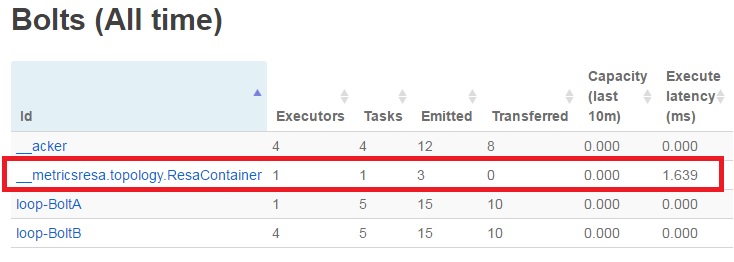 Bolts (All time)
Id Executors Tasks Emitted Transferred Capacity (last 10m) Execute latency (ms)
__acker 4 4 12 8 0.000 0.000
__metricsresa.topology.ResaContainer 1 1 3 0 0.000 1.639
loop-BoltA 1 5 15 10 0.000 0.000
loop-BoltB 4 5 15 10 0.000 0.000